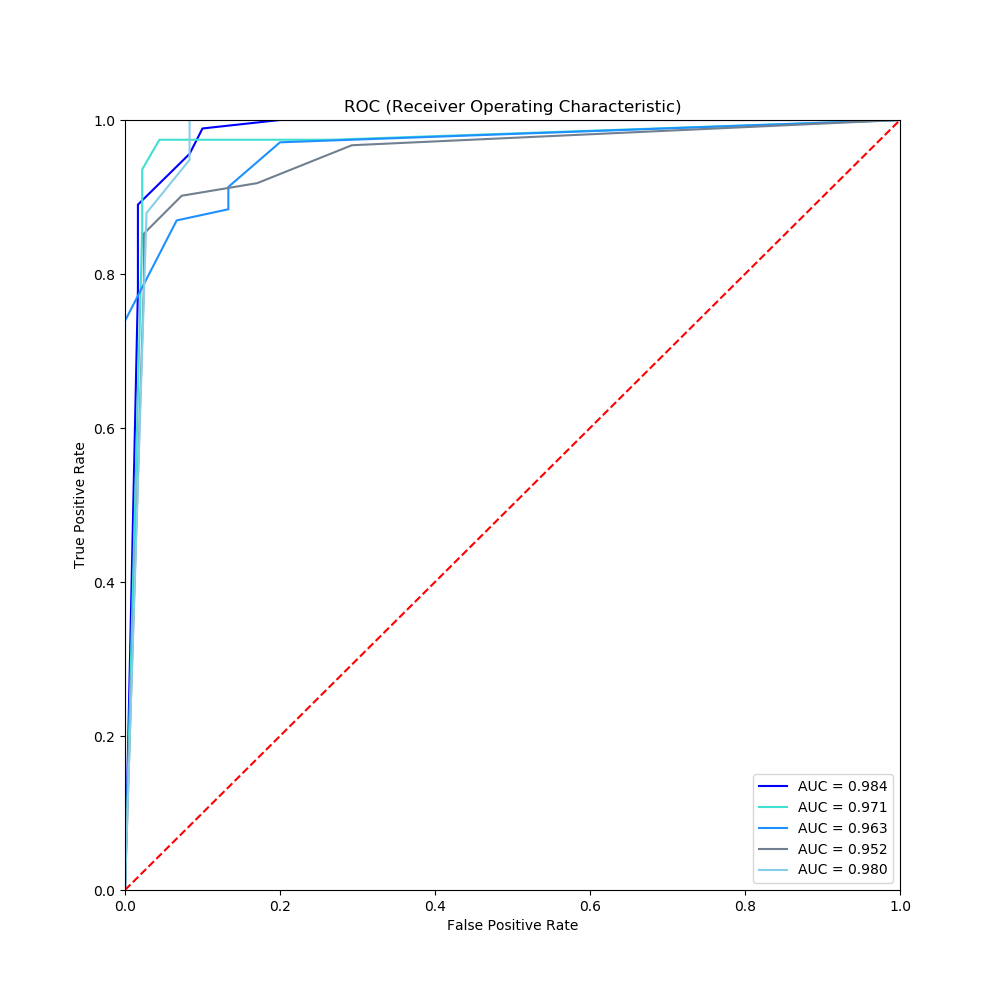 ROC (Receiver Operating Characteristic)
1.0
0.8
0.6
0.4
0.2
0.0
True Positive Rate
0.0 0.2 0.4 0.6 0.8 1.0
False Positive Rate
AUC = 0.984
AUC = 0.971
AUC = 0.963
AUC = 0.952
AUC = 0.980